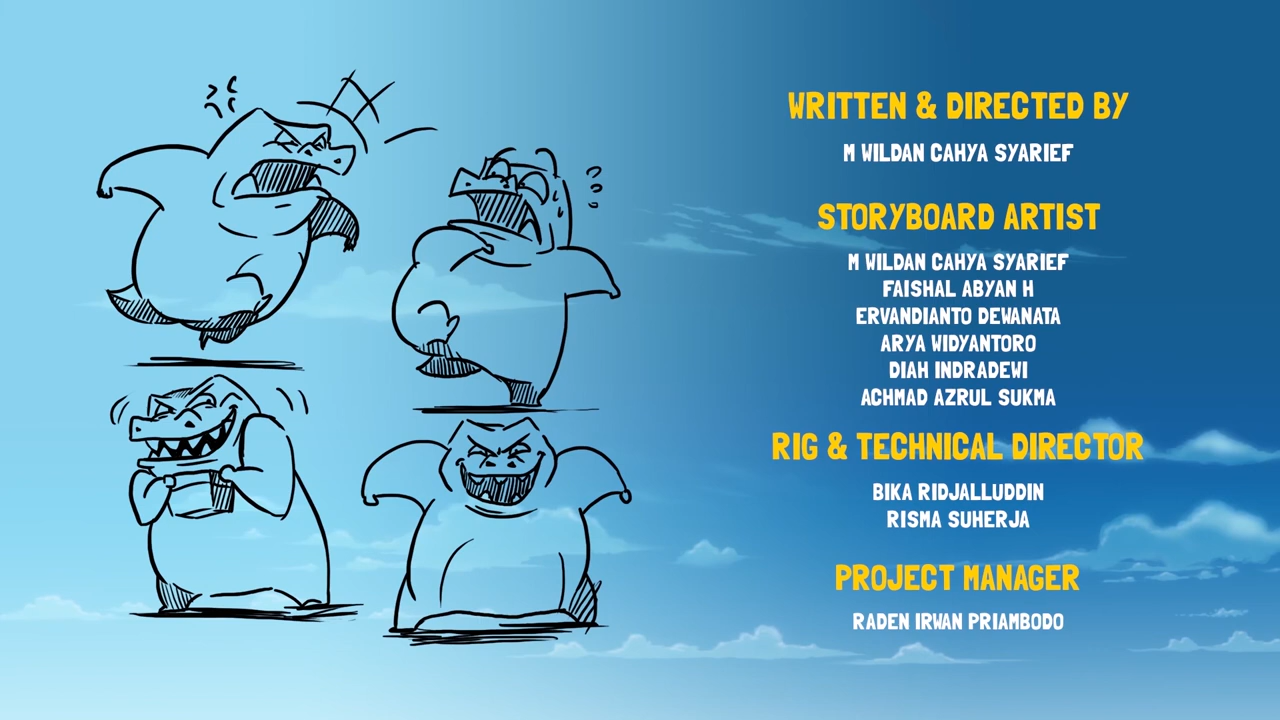 WRITTEN & DIRECTED BY
M WILDAN CAHYA SYARIEF
STORYBOARD ARTIST
M WILDAN CAHYA SYARIEF
FAISHAL ABYAN H
ERVANDIANTO DEWANATA
ARYA WIDYANTORO
DIAH INDRADEWI
ACHMAD AZRUL SUKMA
RIG & TECHNICAL DIRECTOR
BIKA RIDJALLUDDIN
RISMA SUHERJA
PROJECT MANAGER
RADEN IRWAN PRIAMBODO